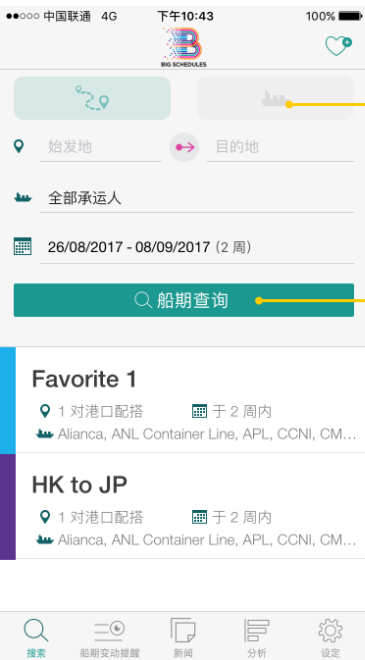 中国联通 4G 下午10:43 100%
BIG SCHEDULES
始发地 目的地
全部承运人
26/08/2017 - 08/09/2017 (2 周)
船期查询
Favorite 1
1 对港口配搭 于 2 周内
Alianca, ANL Container Line, APL, CCNI, CM...
HK to JP
1 对港口配搭 于 2 周内
Alianca, ANL Container Line, APL, CCNI, CM...
搜索 船期变动提醒 新闻 分析 设定